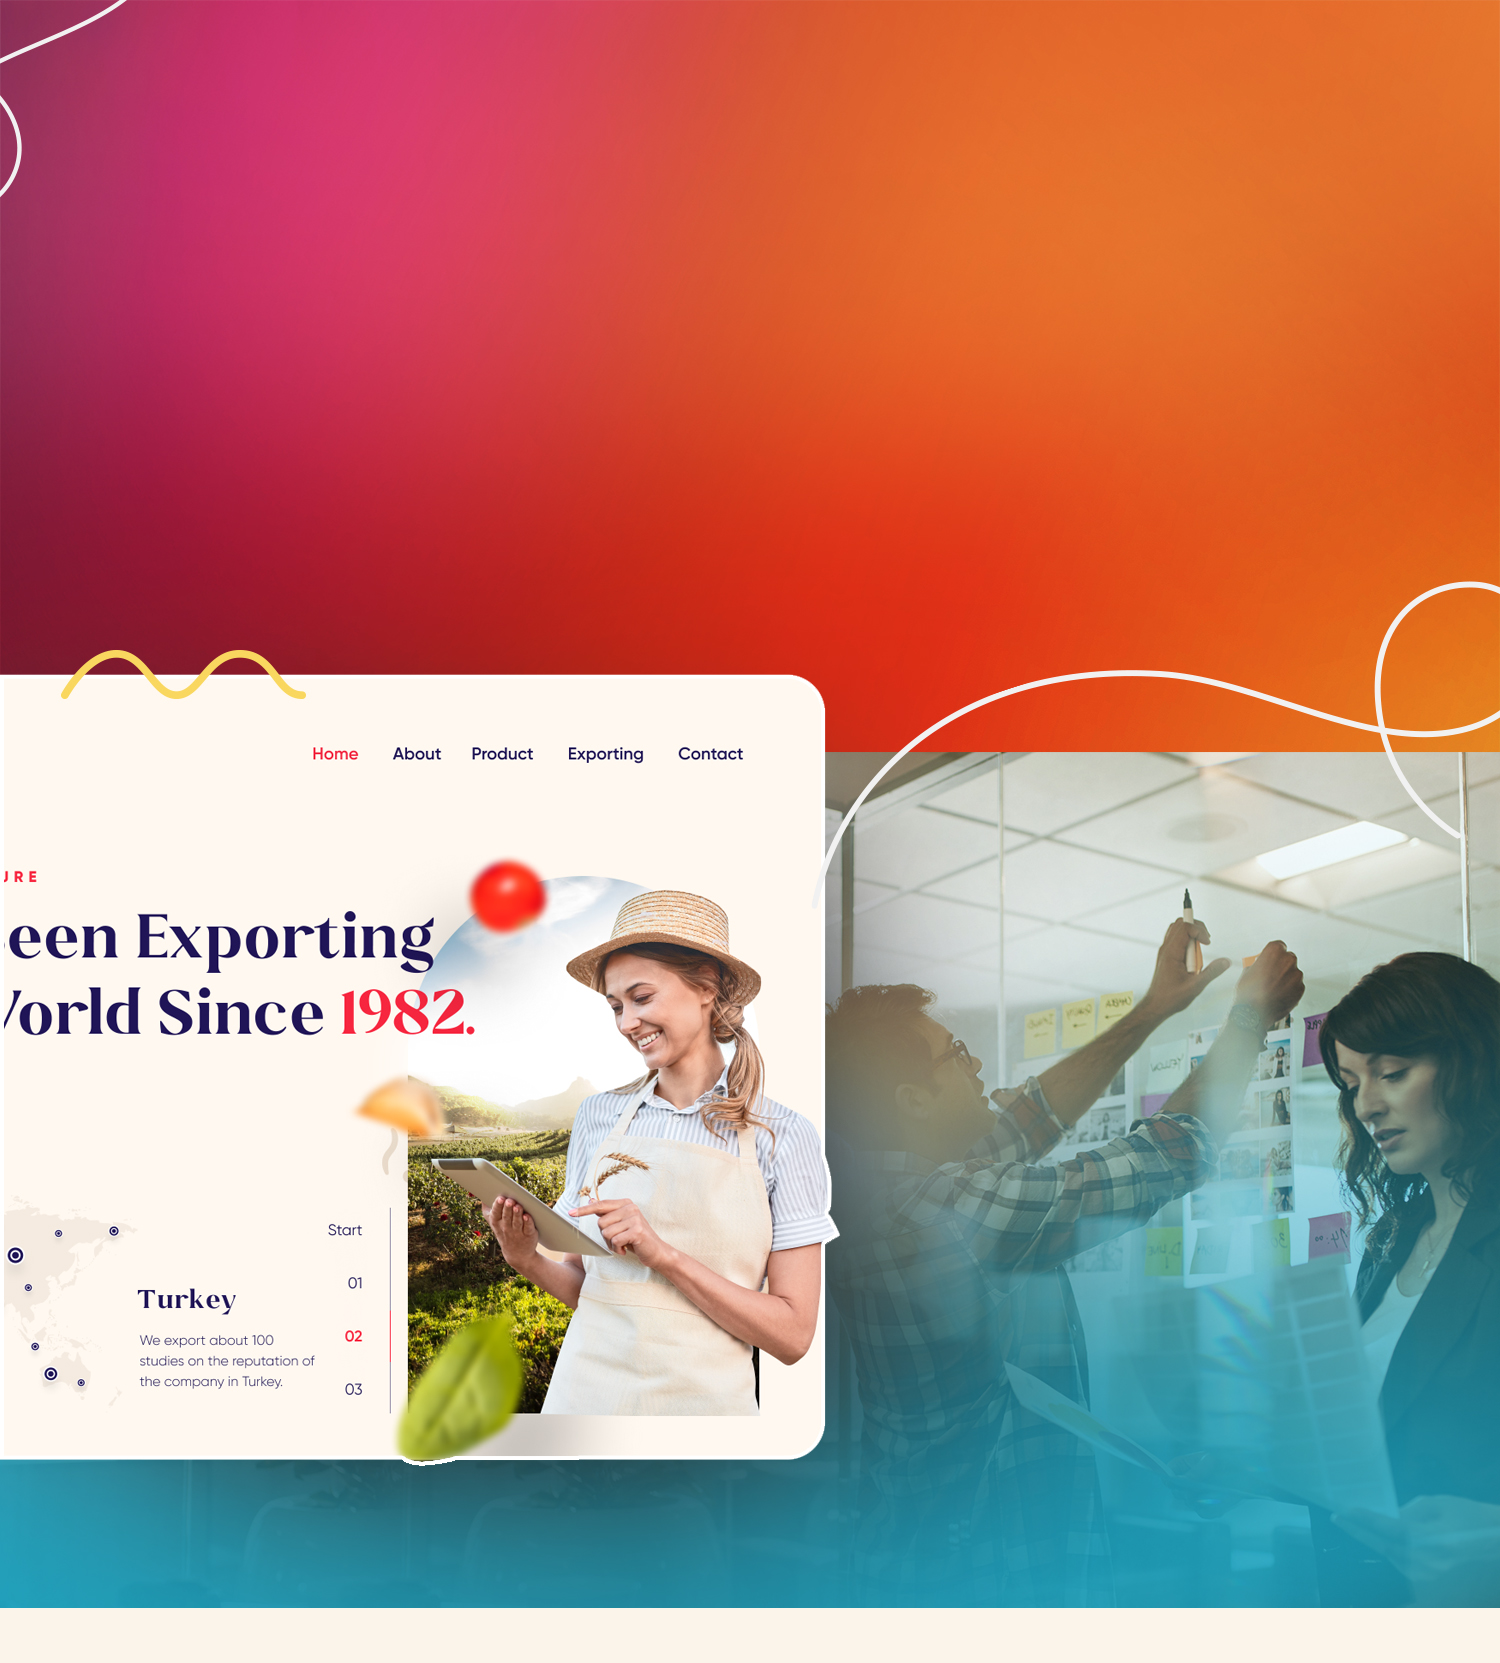 Home About Product Exporting Contact
URE
een Exporting
orld Since 1982.
Start
01
Turkey
We export about 100
02
studies on the reputation of
the company in Turkey.
03